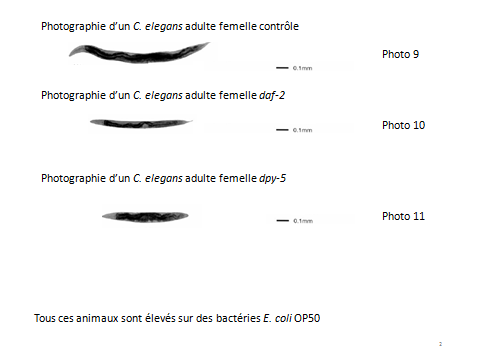 Photographie d'un C. elegans adulte femelle contrôle
Photo 9
0.1mm
Photographie d'un C. elegans adulte femelle daf-2
Photo 10
0.1mm
Photographie d'un C. elegans adulte femelle dpy-5
Photo 11
0.1mm
Tous ces animaux sont élevés sur des bactéries E. coli OP50
2